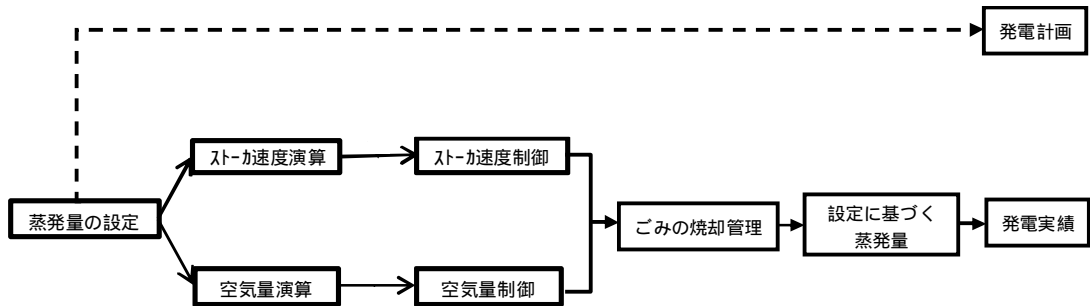 発電計画
ｽﾄｰｶ速度演算
ｽﾄｰｶ速度制御
蒸発量の設定
ごみの焼却管理
設定に基づく
蒸発量
発電実績
空気量演算
空気量制御